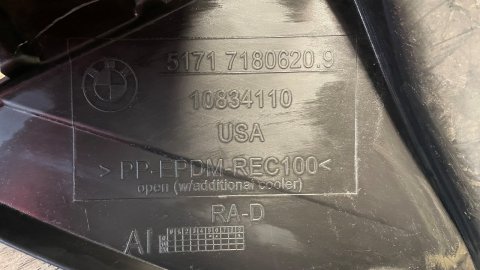 5171 7180620.9
10834110
USA
> PP-EPDM-REC100<
open (w/additional cooler)
RA-D
AI